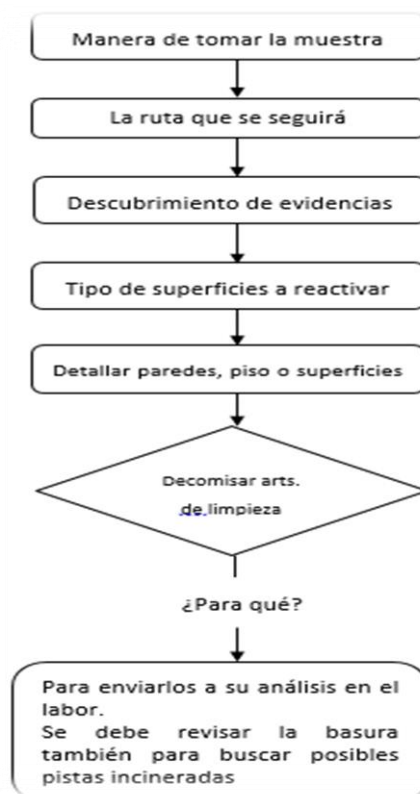 Manera de tomar la muestra
La ruta que se seguirá
Descubrimiento de evidencias
Tipo de superficies a reactivar
Detallar paredes, piso o superficies
Decomisar arts.
de limpieza
¿Para qué?
Para enviarlos a su análisis en el
labor.
Se debe revisar la basura
también para buscar posibles
pistas incineradas